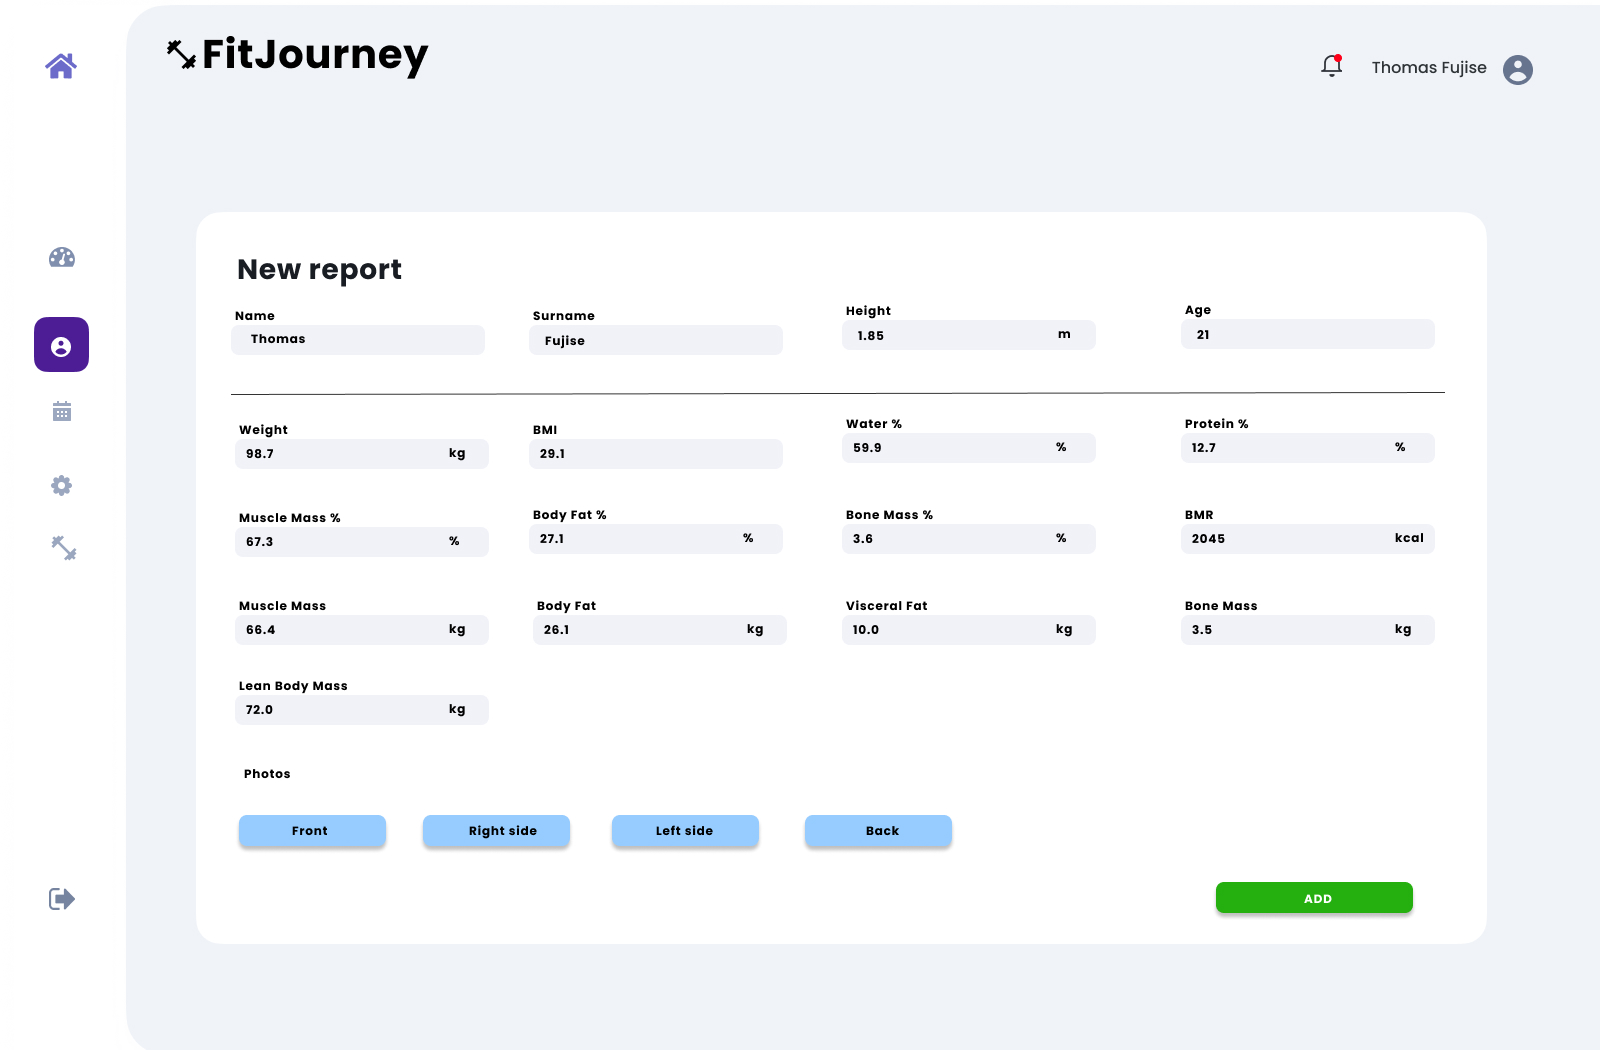 FitJourney
Thomas Fujise
New report
Name
Surname
Height
Age
Thomas
Fujise
1.85 m
21
Weight
BMI
Water %
Protein %
98.7 kg
29.1
59.9 %
12.7 %
Muscle Mass %
Body Fat %
Bone Mass %
BMR
67.3 %
27.1 %
3.6 %
2045 kcal
Muscle Mass
Body Fat
Visceral Fat
Bone Mass
66.4 kg
26.1 kg
10.0 kg
3.5 kg
Lean Body Mass
72.0 kg
Photos
Front
Right side
Left side
Back
ADD